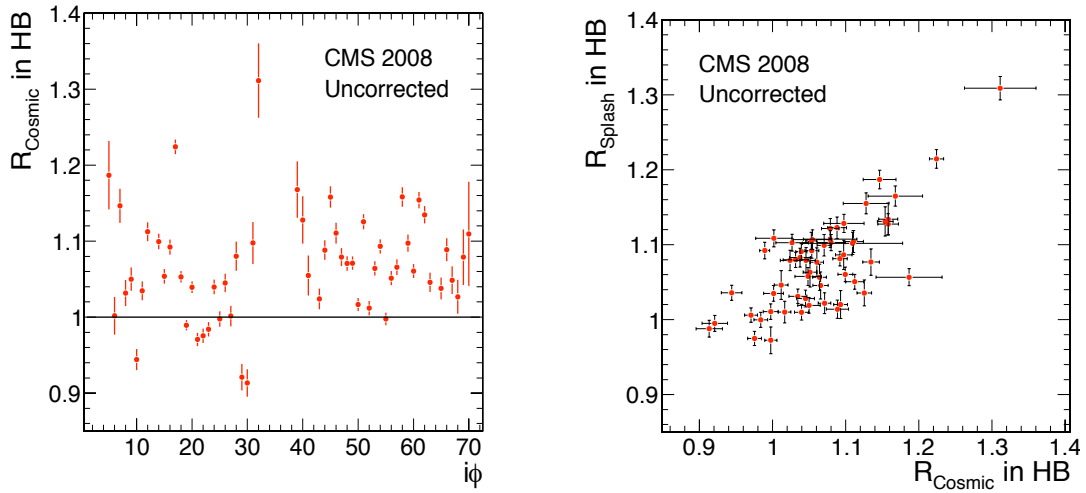 R_Cosmic in HB
1.4
1.3
1.2
1.1
1
0.9
CMS 2008
Uncorrected
10 20 30 40 50 60 70
iϕ
R_Splash in HB
1.4
1.3
1.2
1.1
1
0.9
CMS 2008
Uncorrected
0.9 1 1.1 1.2 1.3 1.4
R_Cosmic in HB